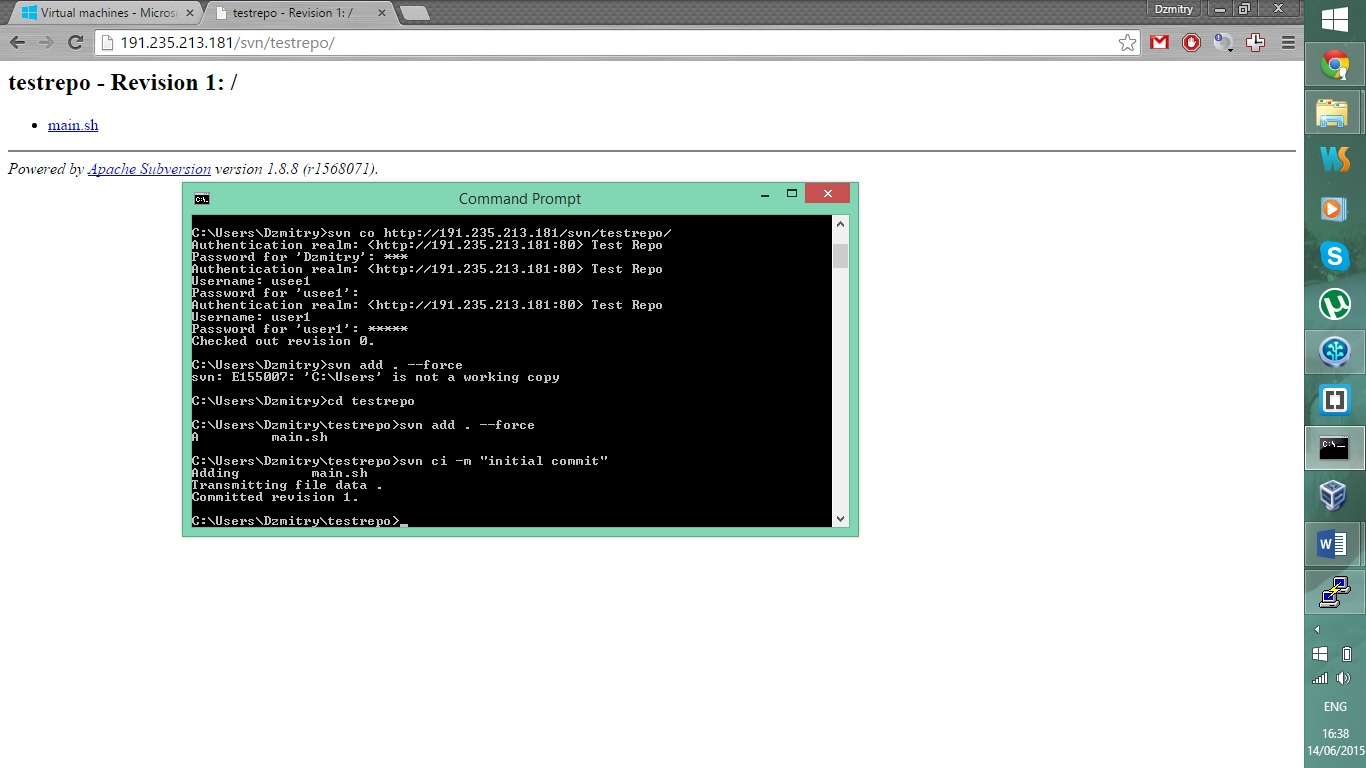 Virtual machines - Micros
testrepo - Revision 1: /
Dzmitry
191.235.213.181/svn/testrepo/
testrepo - Revision 1: /
main.sh
Powered by Apache Subversion version 1.8.8 (r1568071).
Command Prompt
C:\Users\Dzmitry>svn co http://191.235.213.181/svn/testrepo/
Authentication realm: <http://191.235.213.181:80> Test Repo
Password for 'Dzmitry': ***
Authentication realm: <http://191.235.213.181:80> Test Repo
Username: usee1
Password for 'usee1':
Authentication realm: <http://191.235.213.181:80> Test Repo
Username: user1
Password for 'user1': *****
Checked out revision 0.
C:\Users\Dzmitry>svn add . --force
svn: E155007: 'C:\Users' is not a working copy
C:\Users\Dzmitry>cd testrepo
C:\Users\Dzmitry\testrepo>svn add . --force
A         main.sh
C:\Users\Dzmitry\testrepo>svn ci -m "initial commit"
Adding         main.sh
Transmitting file data .
Committed revision 1.
C:\Users\Dzmitry\testrepo>_
ENG
16:38
14/06/2015